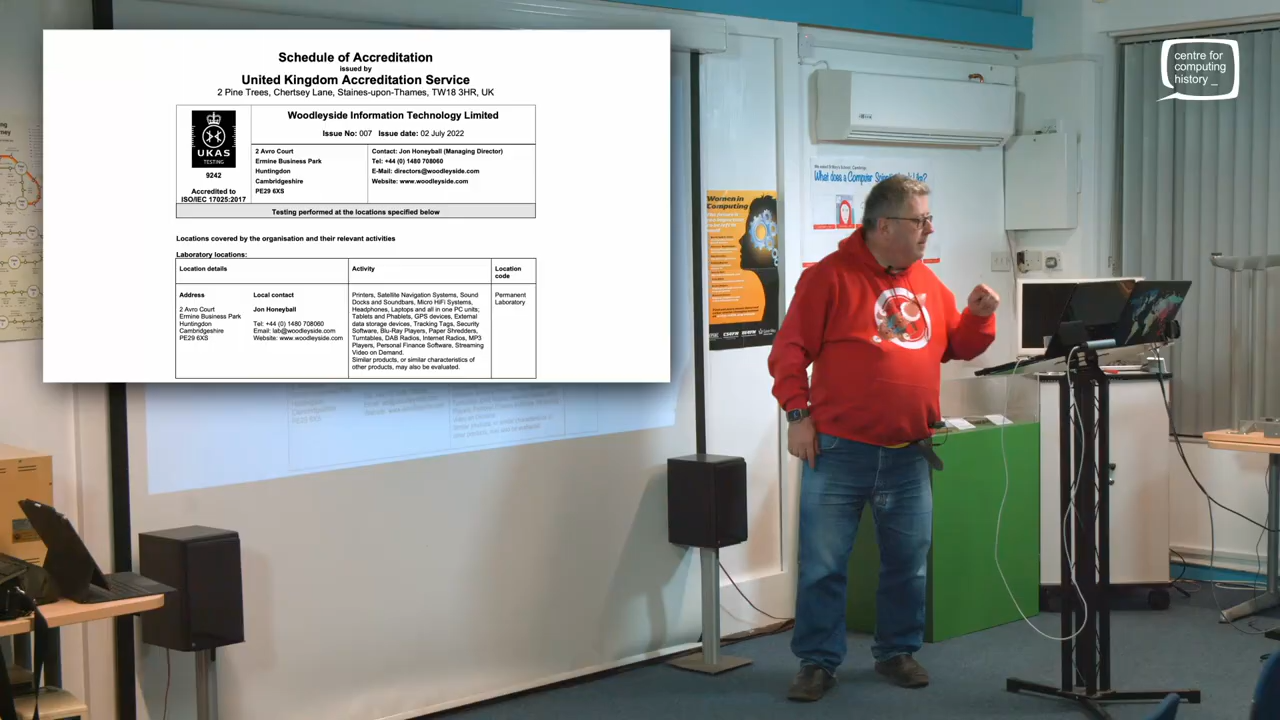 Schedule of Accreditation
issued by
United Kingdom Accreditation Service
2 Pine Trees, Chertsey Lane, Staines-upon-Thames, TW18 3HR, UK
UKAS
TESTING
9242
Accredited to
ISO/IEC 17025:2017
Woodleyside Information Technology Limited
Issue No: 007 Issue date: 02 July 2022
2 Avro Court
Ermine Business Park
Huntingdon
Cambridgeshire
PE29 6XS
Contact: Jon Honeyball (Managing Director)
Tel: +44 (0) 1480 708060
E-Mail: directors@woodleyside.com
Website: www.woodleyside.com
Testing performed at the locations specified below
Locations covered by the organisation and their relevant activities
Laboratory locations:
Location details
Activity
Location
code
Address
2 Avro Court
Ermine Business Park
Huntingdon
Cambridgeshire
PE29 6XS
Local contact
Jon Honeyball
Tel: +44 (0) 1480 708060
Email: lab@woodleyside.com
Website: www.woodleyside.com
Printers, Satellite Navigation Systems, Sound
Docks and Soundbars, Micro HiFi Systems,
Headphones, Laptops and all in one PC units;
Tablets and Phablets, GPS devices, External
data storage devices, Tracking Tags, Security
Software, Blu-Ray Players, Paper Shredders,
Turntables, DAB Radios, Internet Radios, MP3
Players, Personal Finance Software, Streaming
Video on Demand.
Similar products, or similar characteristics of
other products, may also be evaluated.
Permanent
Laboratory
centre for
computing
history _
What does a Computer Scientist Look Like?
Women in
Computing